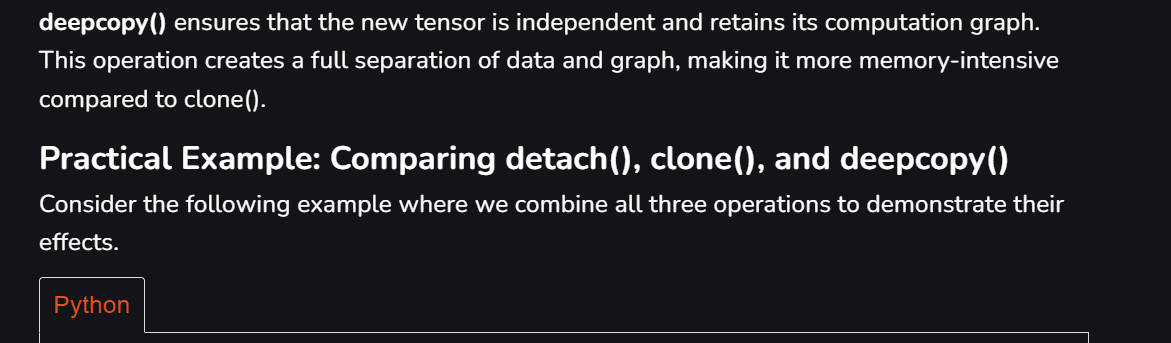 deepcopy() ensures that the new tensor is independent and retains its computation graph.
This operation creates a full separation of data and graph, making it more memory-intensive
compared to clone().
Practical Example: Comparing detach(), clone(), and deepcopy()
Consider the following example where we combine all three operations to demonstrate their
effects.
Python